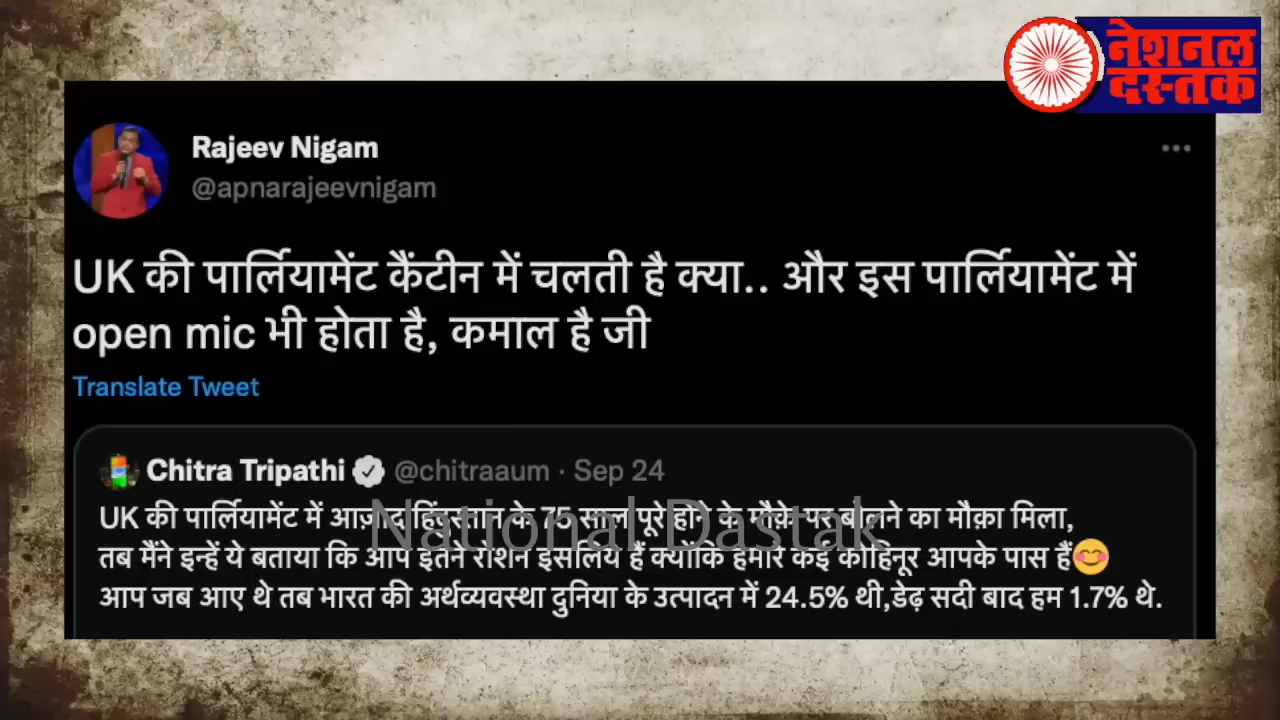 नेशनल
दस्तक
Rajeev Nigam
@apnarajeevnigam
UK की पार्लियामेंट कैंटीन में चलती है क्या.. और इस पार्लियामेंट में
open mic भी होता है, कमाल है जी
Translate Tweet
Chitra Tripathi @chitraaum · Sep 24
UK की पार्लियामेंट में आज़ाद हिंदुस्तान के 75 साल पूरे होने के मौक़े पर बोलने का मौक़ा मिला,
National Dastak
तब मैंने इन्हें ये बताया कि आप इतने रोशन इसलिये हैं क्योंकि हमारे कई कोहिनूर आपके पास हैं😊
आप जब आए थे तब भारत की अर्थव्यवस्था दुनिया के उत्पादन में 24.5% थी,डेढ़ सदी बाद हम 1.7% थे.